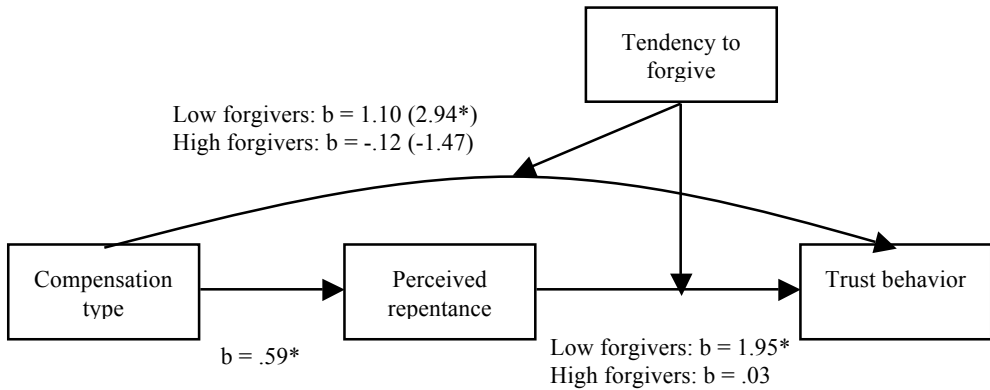 Tendency to
forgive
Low forgivers: b = 1.10 (2.94*)
High forgivers: b = -.12 (-1.47)
Compensation
type
Perceived
repentance
Trust behavior
b = .59*
Low forgivers: b = 1.95*
High forgivers: b = .03